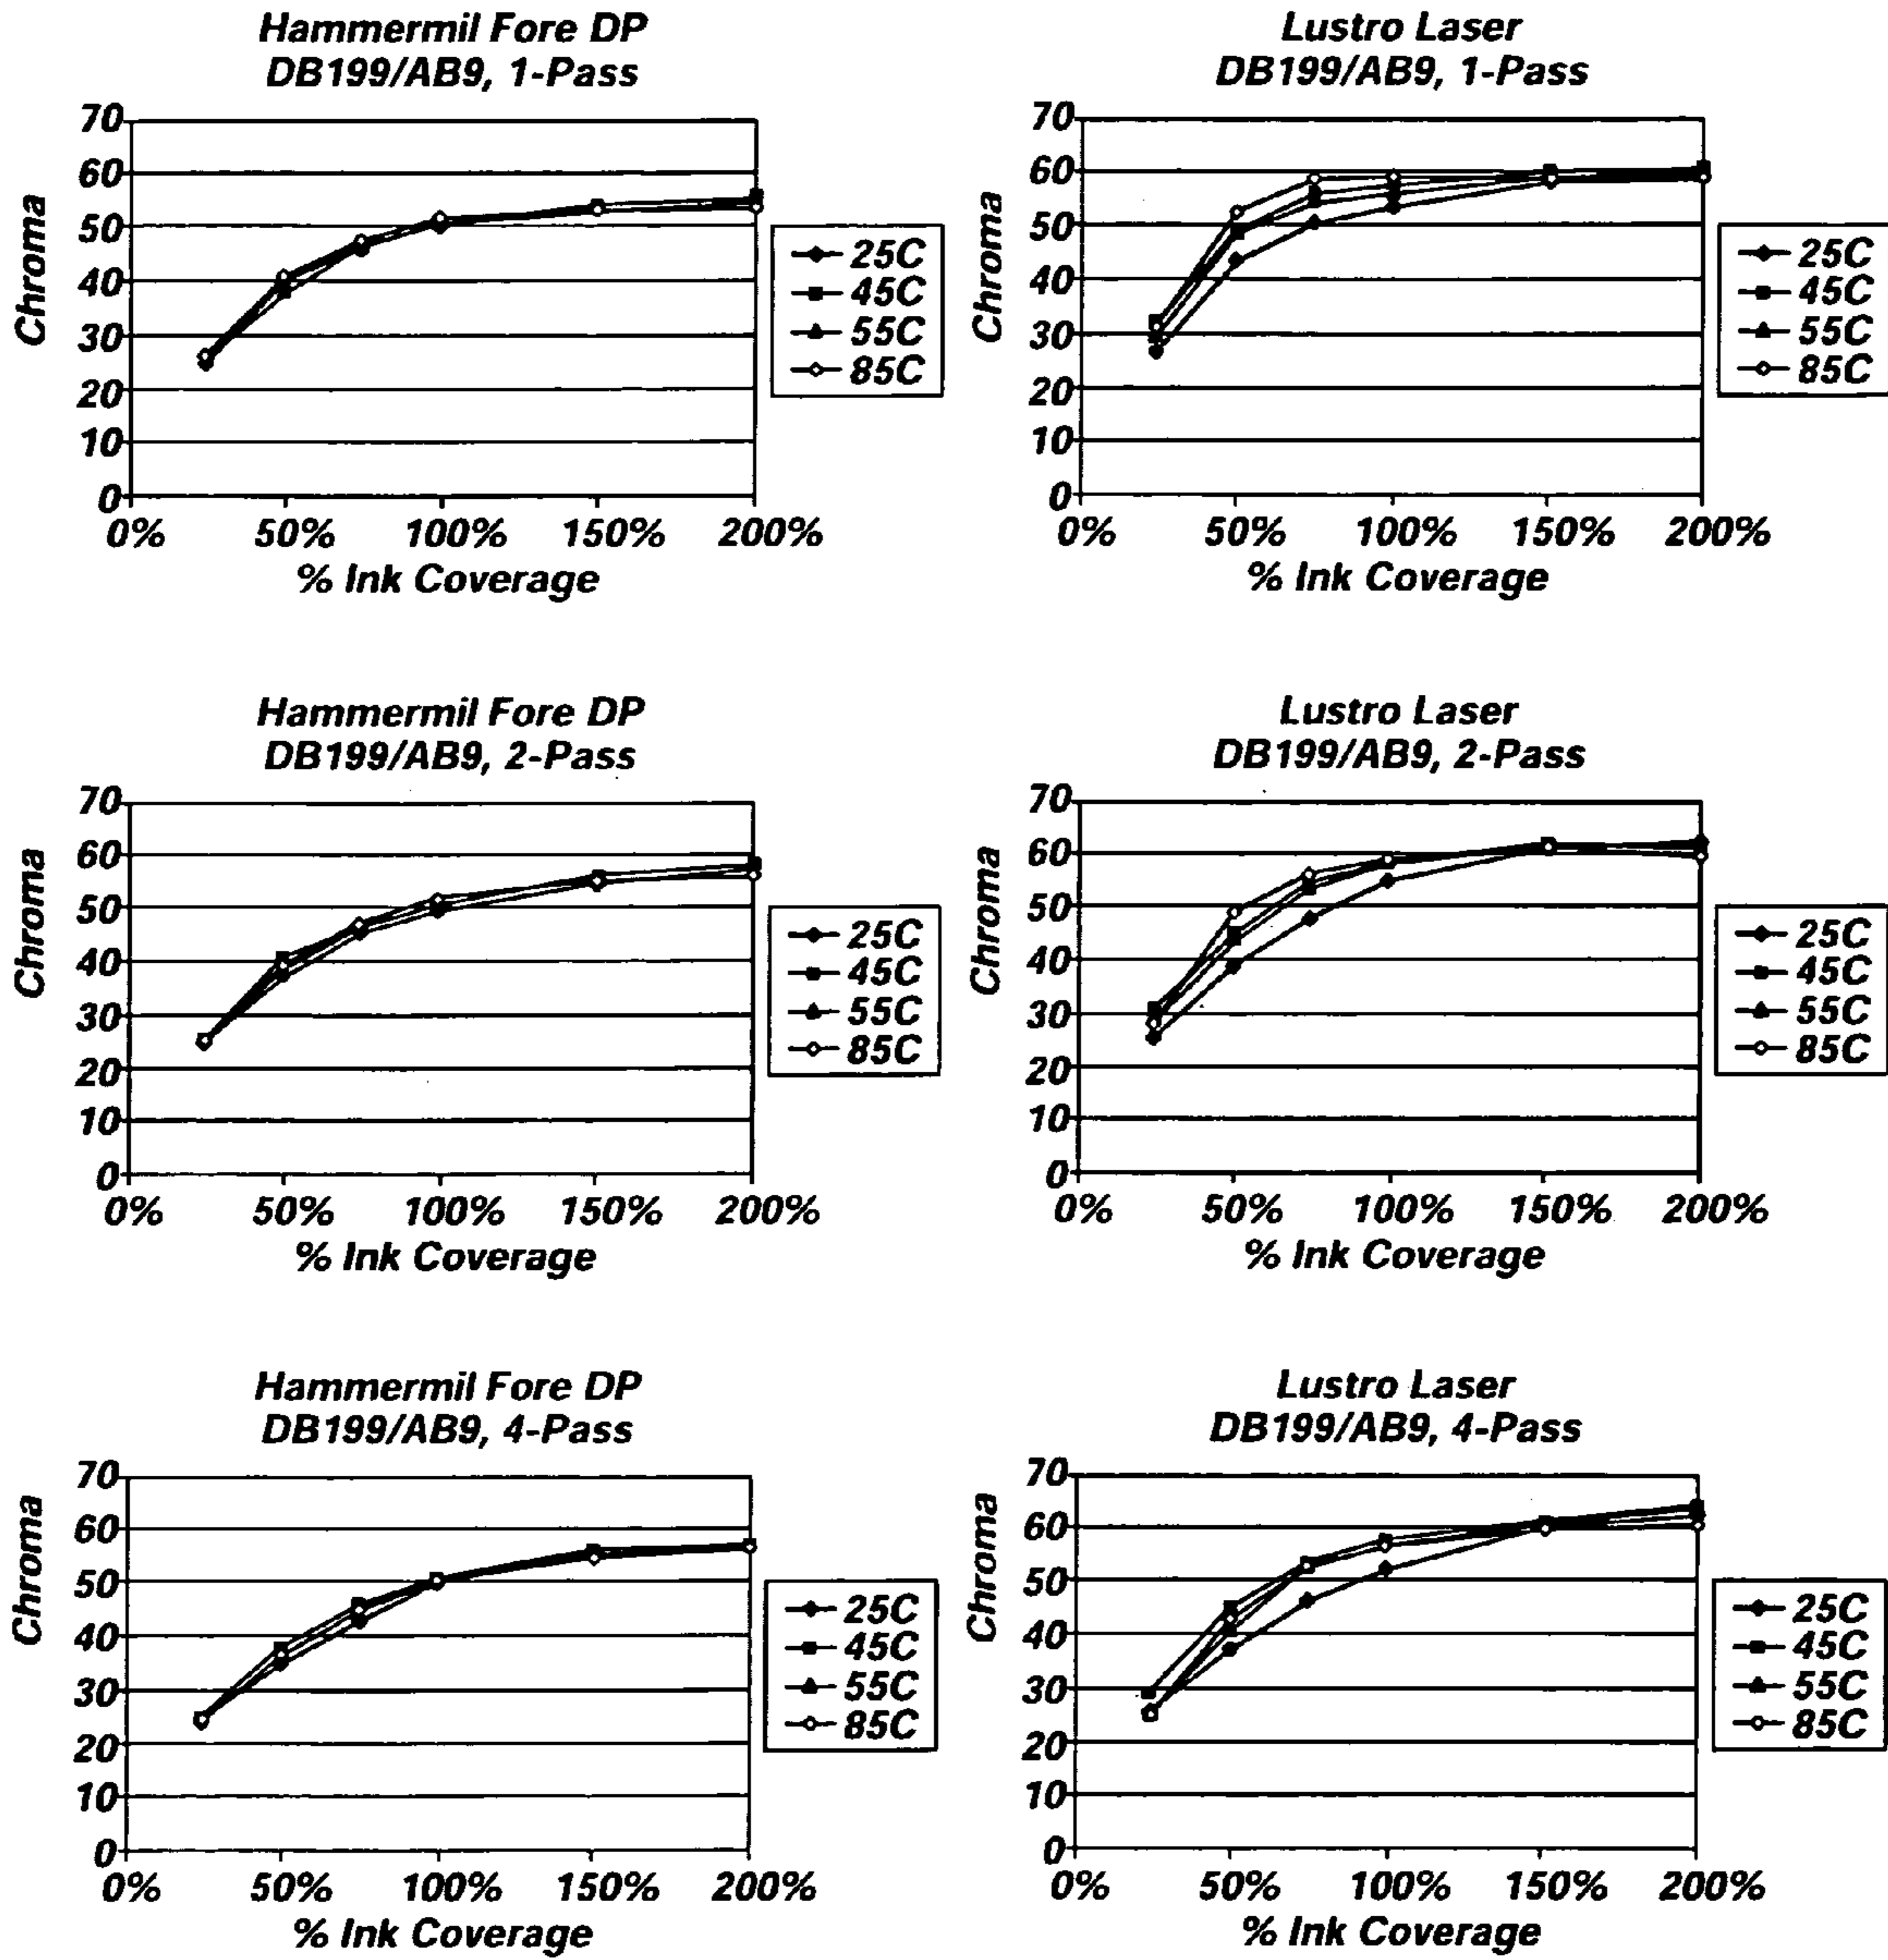 Hammermil Fore DP
DB199/AB9, 1-Pass
70
60
50
40
30
20
10
0
Chroma
0% 50% 100% 150% 200%
% Ink Coverage
25C
45C
55C
85C
Lustro Laser
DB199/AB9, 1-Pass
70
60
50
40
30
20
10
0
Chroma
0% 50% 100% 150% 200%
% Ink Coverage
25C
45C
55C
85C
Hammermil Fore DP
DB199/AB9, 2-Pass
70
60
50
40
30
20
10
0
Chroma
0% 50% 100% 150% 200%
% Ink Coverage
25C
45C
55C
85C
Lustro Laser
DB199/AB9, 2-Pass
70
60
50
40
30
20
10
0
Chroma
0% 50% 100% 150% 200%
% Ink Coverage
25C
45C
55C
85C
Hammermil Fore DP
DB199/AB9, 4-Pass
70
60
50
40
30
20
10
0
Chroma
0% 50% 100% 150% 200%
% Ink Coverage
25C
45C
55C
85C
Lustro Laser
DB199/AB9, 4-Pass
70
60
50
40
30
20
10
0
Chroma
0% 50% 100% 150% 200%
% Ink Coverage
25C
45C
55C
85C